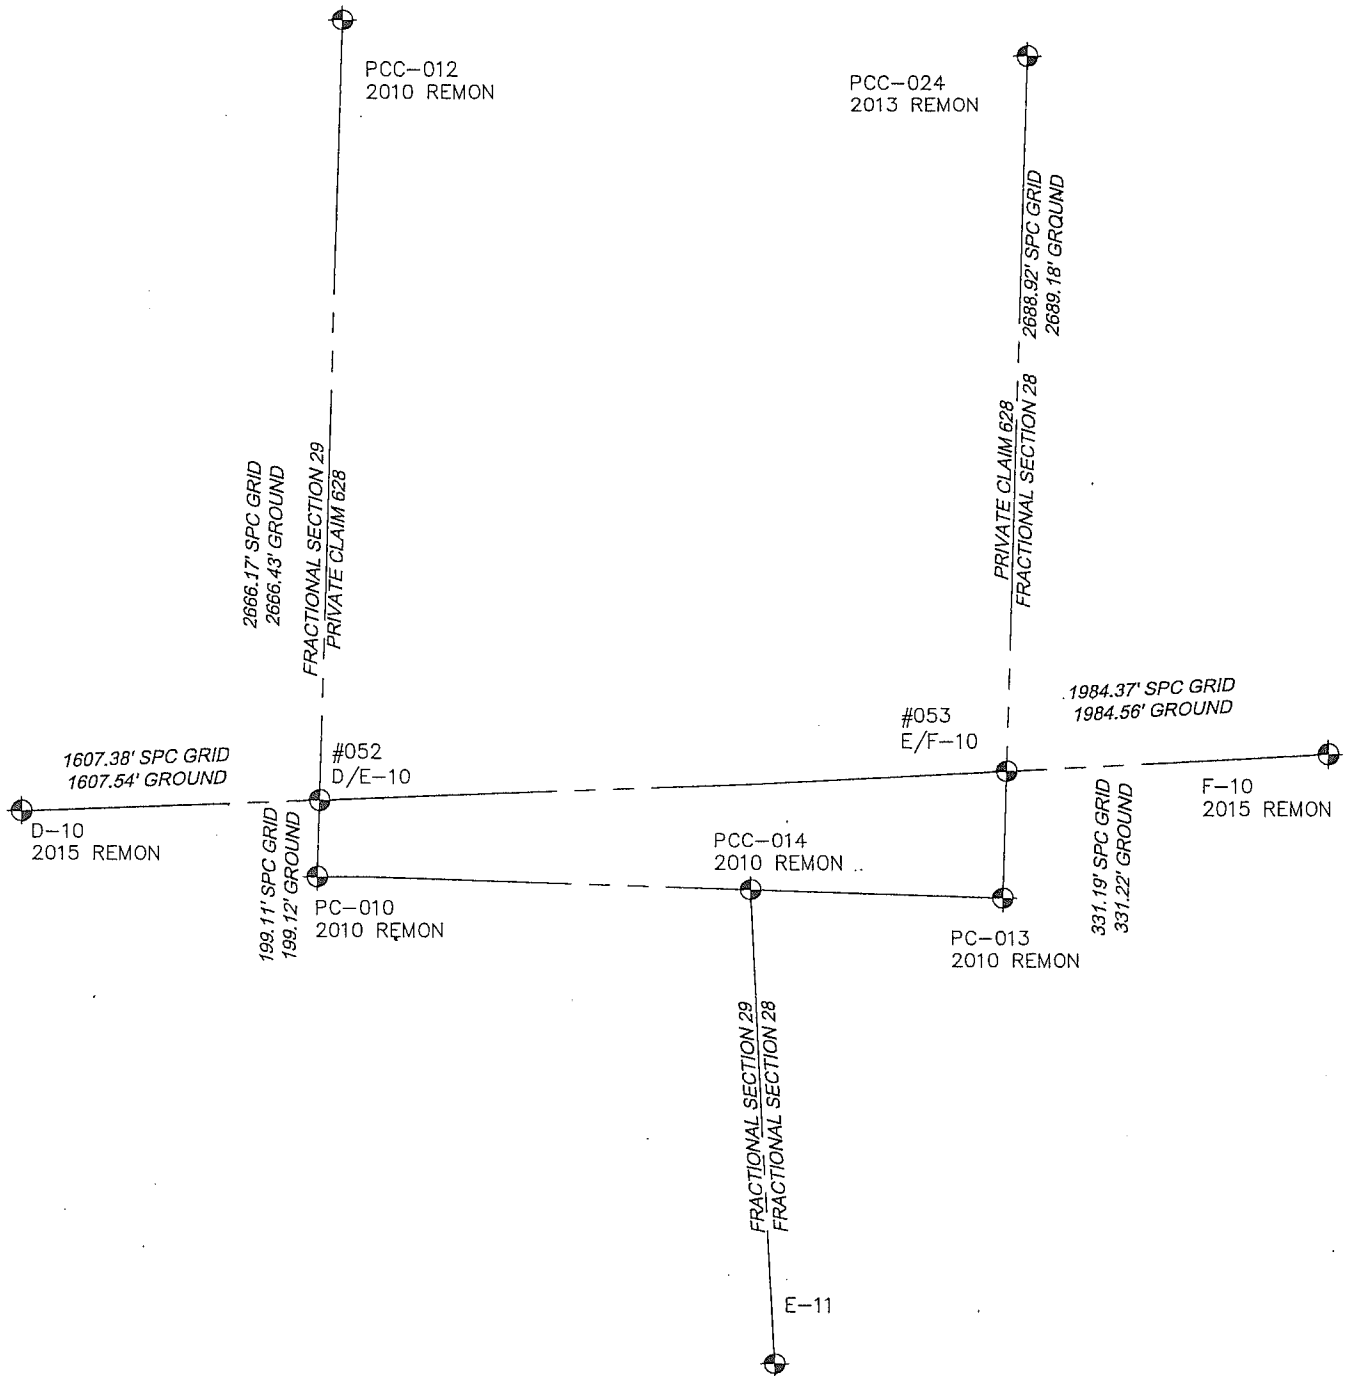 PCC-012
2010 REMON
PCC-024
2013 REMON
2688.92' SPC GRID
2689.18' GROUND
2666.17' SPC GRID
2666.43' GROUND
FRACTIONAL SECTION 29
PRIVATE CLAIM 628
PRIVATE CLAIM 628
FRACTIONAL SECTION 28
1607.38' SPC GRID
1607.54' GROUND
#052
D/E-10
#053
E/F-10
1984.37' SPC GRID
1984.56' GROUND
D-10
2015 REMON
F-10
2015 REMON
199.11' SPC GRID
199.12' GROUND
PC-010
2010 REMON
PCC-014
2010 REMON
PC-013
2010 REMON
331.19' SPC GRID
331.22' GROUND
FRACTIONAL SECTION 29
FRACTIONAL SECTION 28
E-11